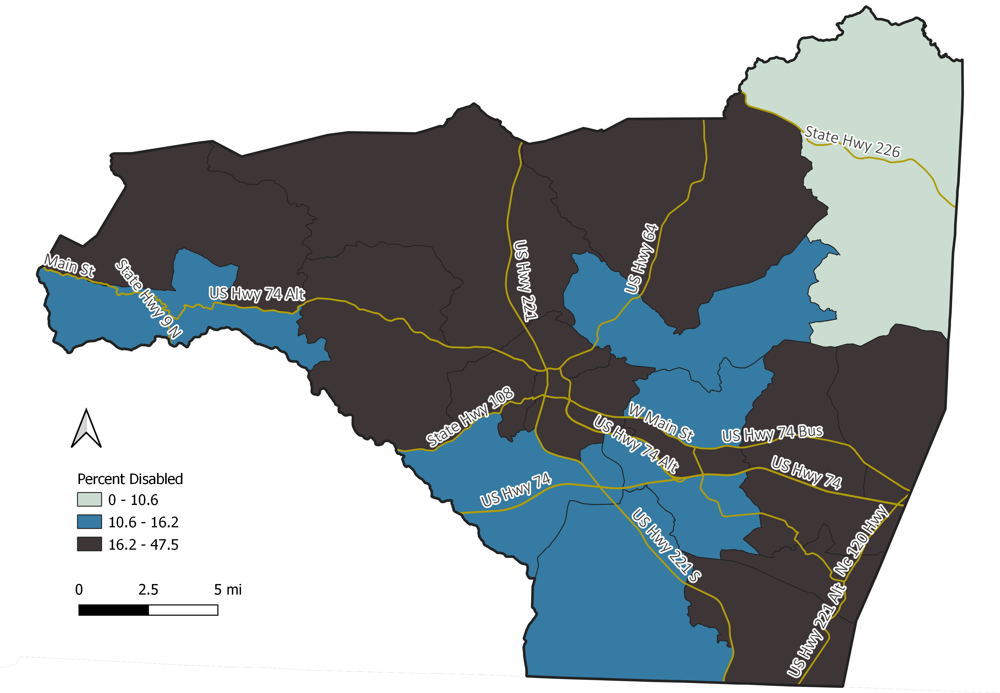 State Hwy 226
US Hwy 64
US Hwy 221
Main St
State Hwy 9 N
US Hwy 74 Alt
State Hwy 108
W Main St
US Hwy 74 Alt
US Hwy 74 Bus
US Hwy 74
US Hwy 74
US Hwy 221 S
Nc 120 Hwy
US Hwy 221 Alt
Percent Disabled
0 - 10.6
10.6 - 16.2
16.2 - 47.5
0 2.5 5 mi